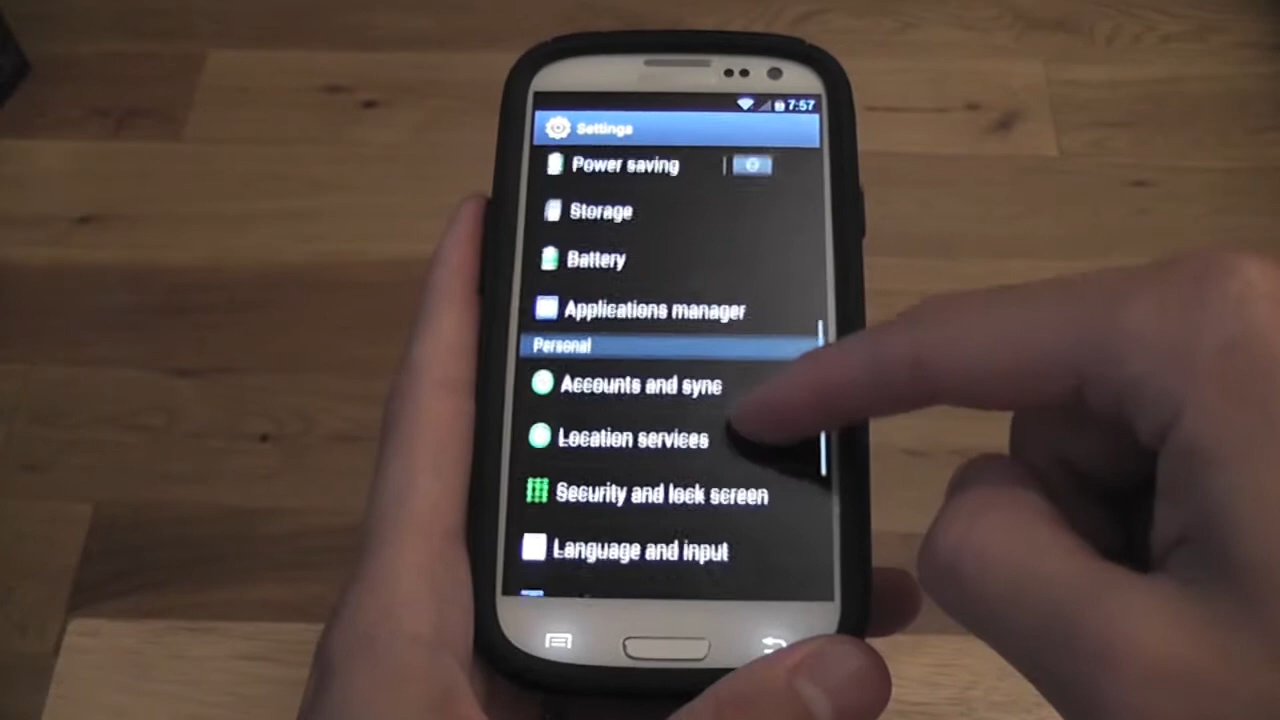 7:57
Settings
Power saving
Storage
Battery
Applications manager
Personal
Accounts and sync
Location services
Security and lock screen
Language and input